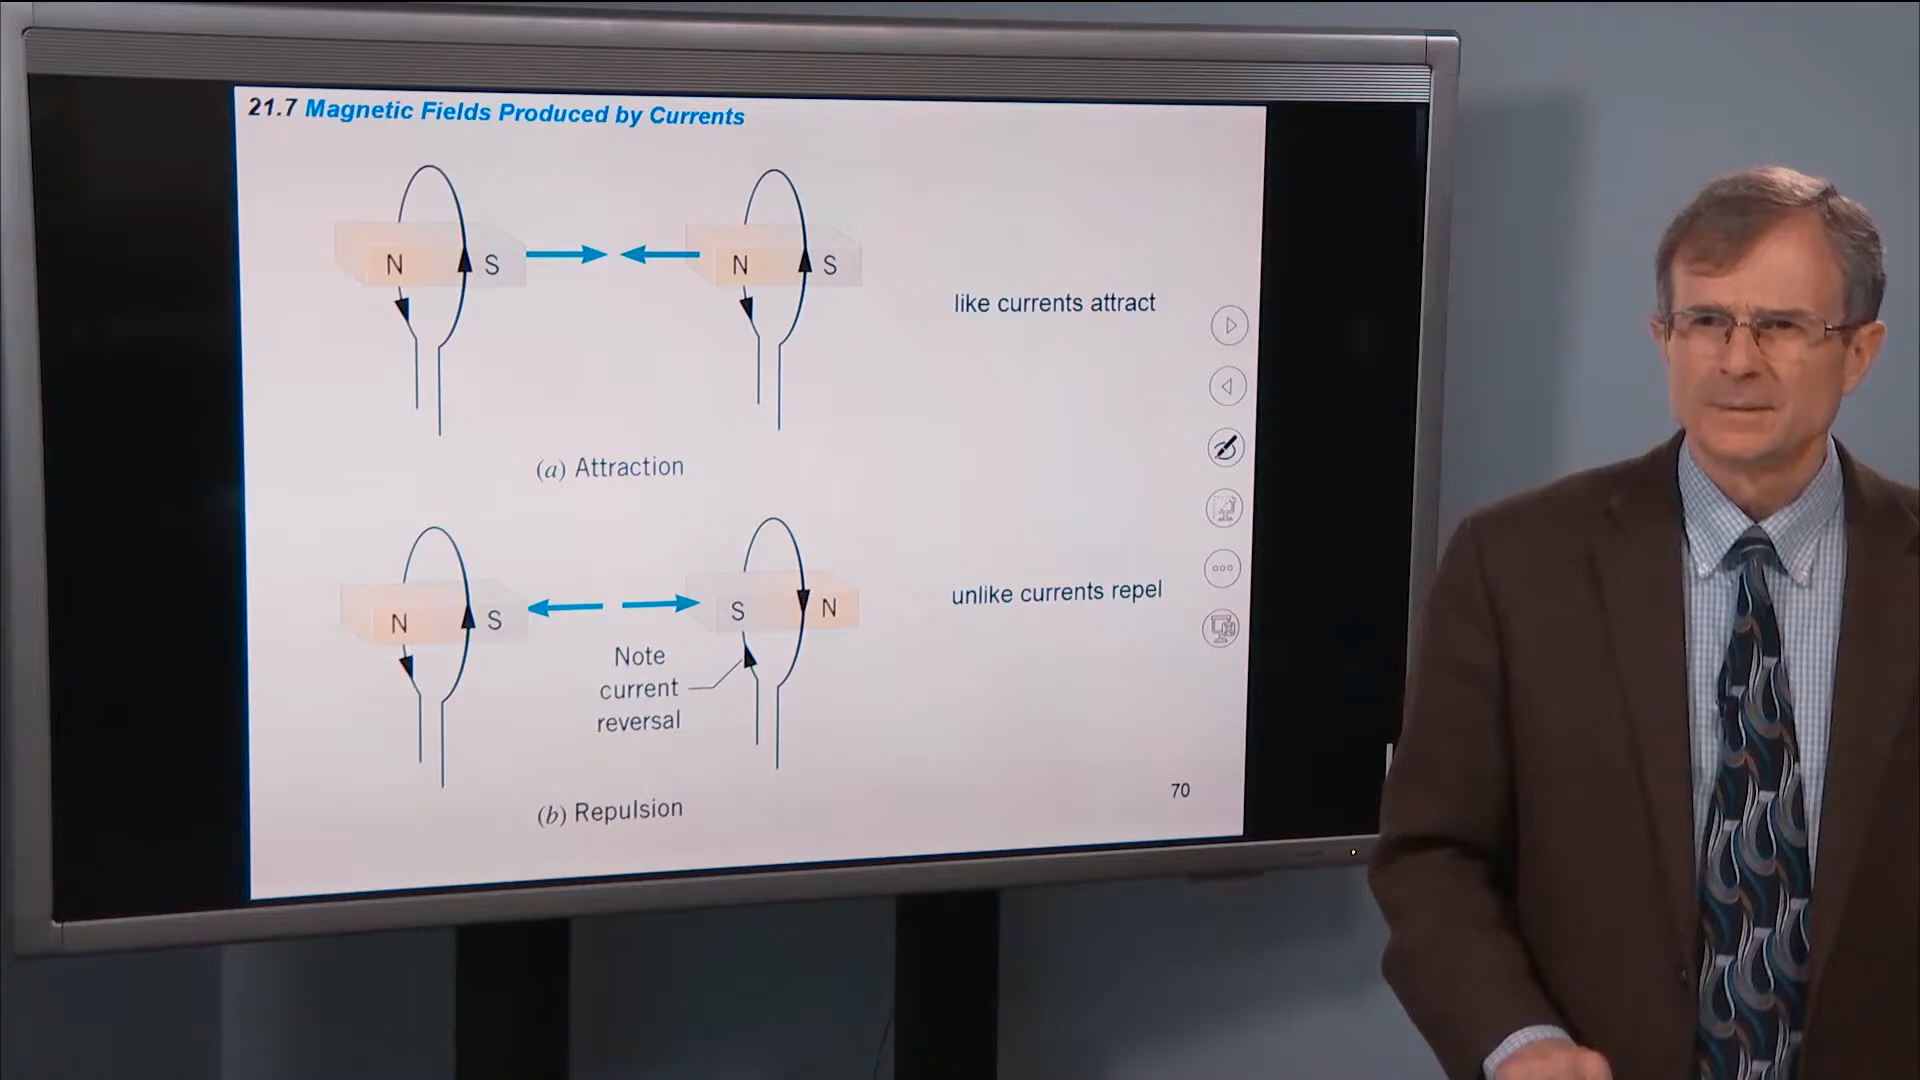 21.7 Magnetic Fields Produced by Currents
N S N S
like currents attract
(a) Attraction
N S S N
unlike currents repel
Note
current
reversal
70
(b) Repulsion